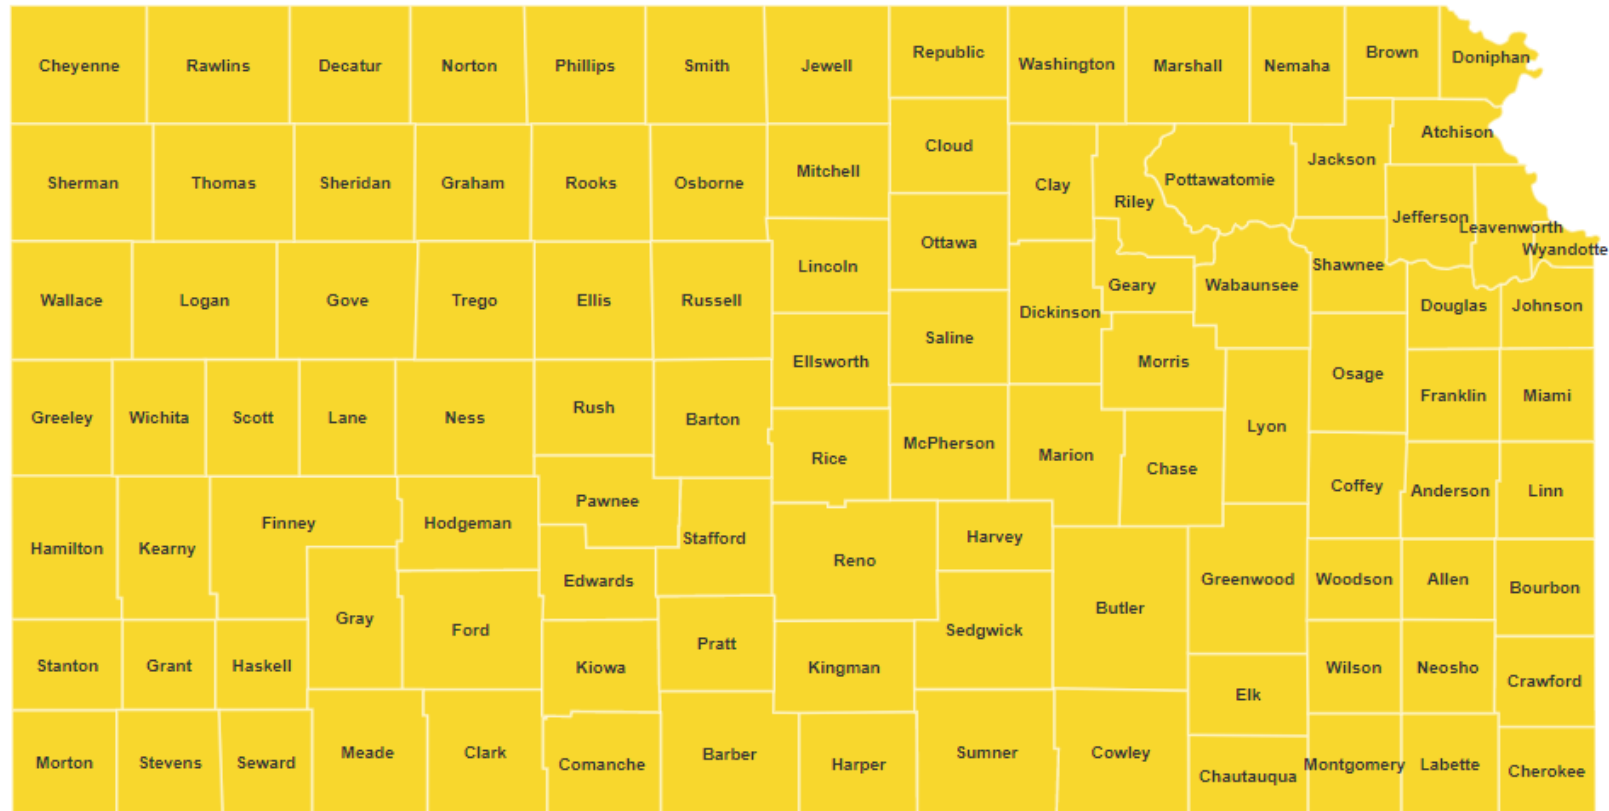 Cheyenne
Rawlins
Decatur
Norton
Phillips
Smith
Jewell
Republic
Washington
Marshall
Nemaha
Brown
Doniphan
Sherman
Thomas
Sheridan
Graham
Rooks
Osborne
Mitchell
Cloud
Clay
Riley
Pottawatomie
Jackson
Atchison
Jefferson
Leavenworth
Wyandotte
Wallace
Logan
Gove
Trego
Ellis
Russell
Lincoln
Ottawa
Saline
Dickinson
Geary
Wabaunsee
Shawnee
Douglas
Johnson
Greeley
Wichita
Scott
Lane
Ness
Rush
Barton
Ellsworth
Rice
McPherson
Marion
Morris
Chase
Lyon
Osage
Franklin
Miami
Hamilton
Kearny
Finney
Hodgeman
Pawnee
Stafford
Reno
Harvey
Coffey
Anderson
Linn
Gray
Ford
Edwards
Sedgwick
Butler
Greenwood
Woodson
Allen
Bourbon
Stanton
Grant
Haskell
Kiowa
Pratt
Kingman
Elk
Wilson
Neosho
Crawford
Morton
Stevens
Seward
Meade
Clark
Comanche
Barber
Harper
Sumner
Cowley
Chautauqua
Montgomery
Labette
Cherokee